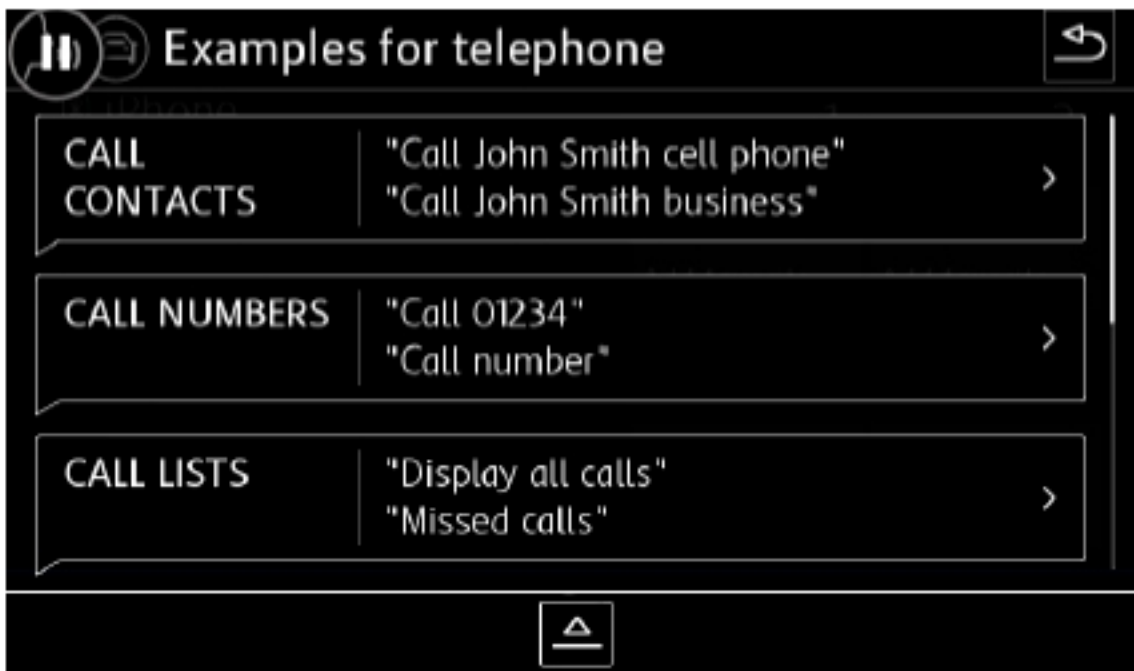 Examples for telephone
CALL
CONTACTS
"Call John Smith cell phone"
"Call John Smith business"
CALL NUMBERS
"Call 01234"
"Call number"
CALL LISTS
"Display all calls"
"Missed calls"